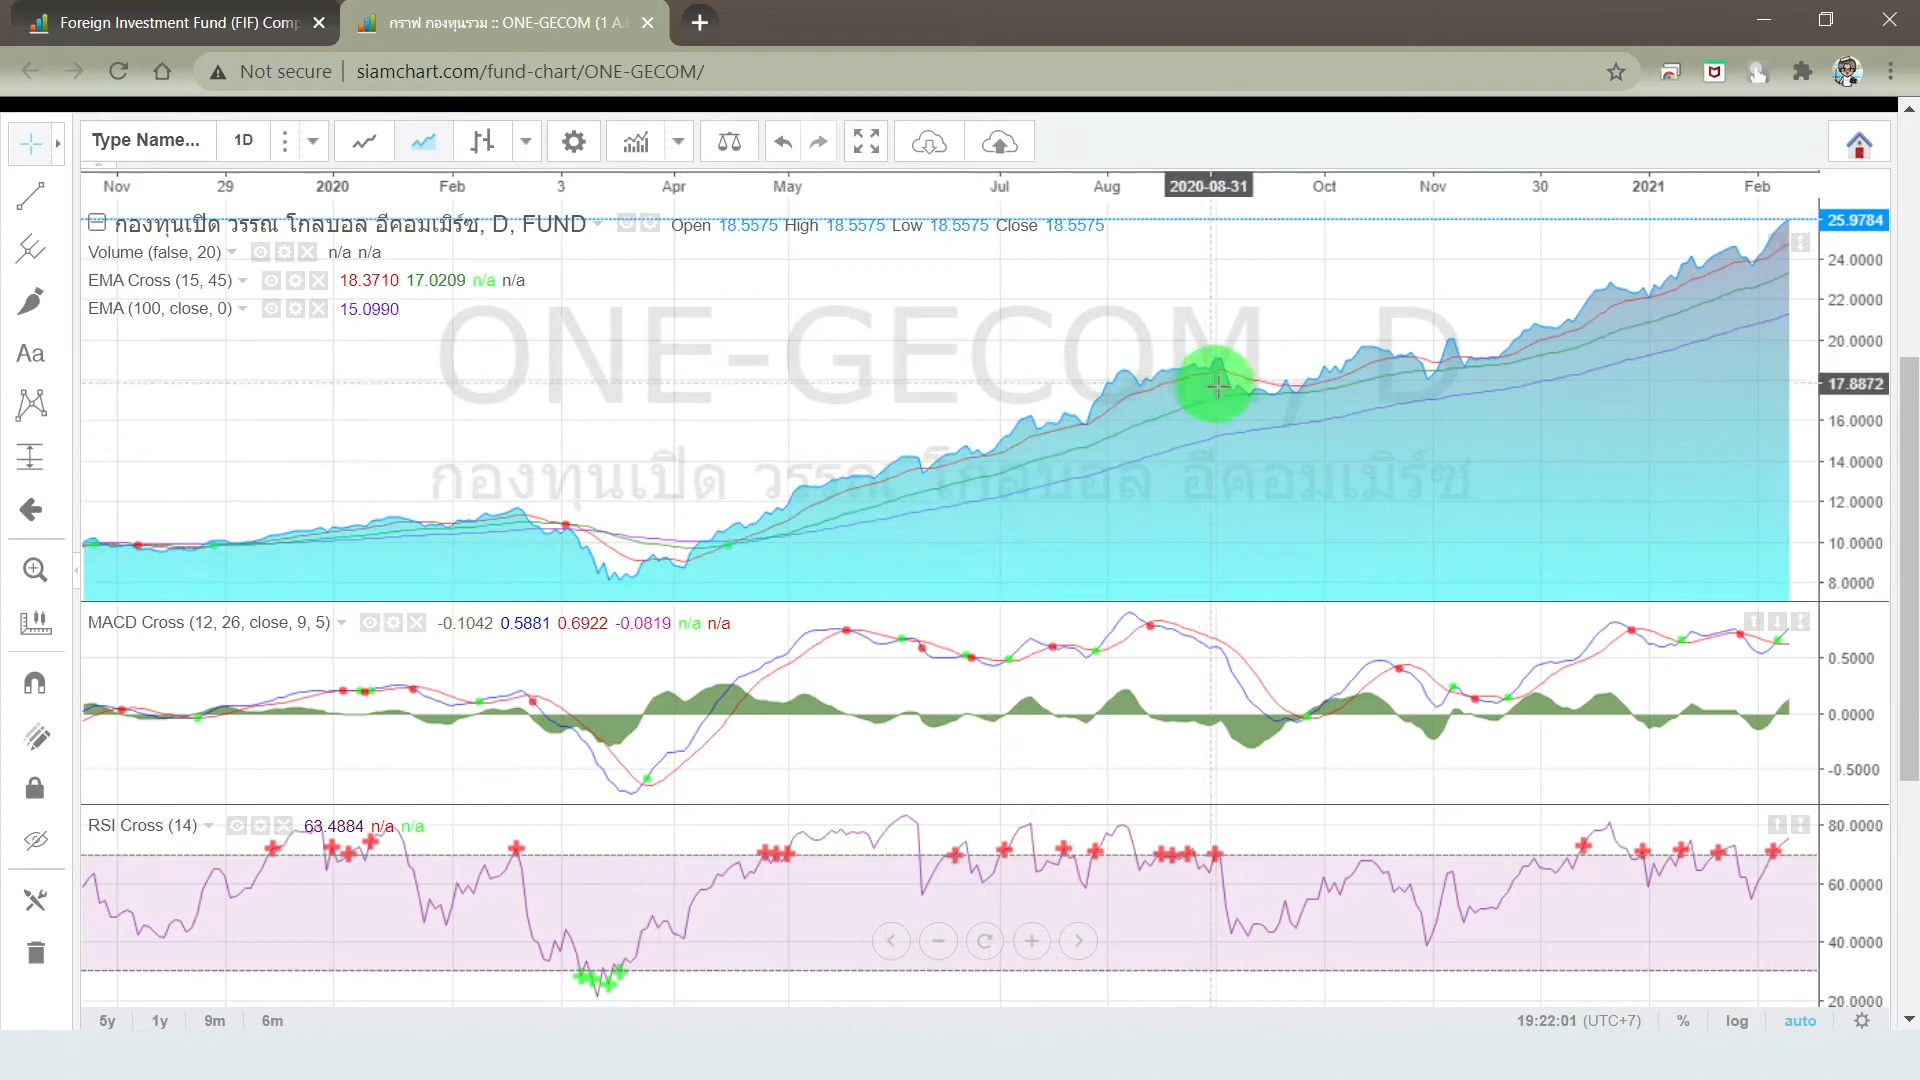 Foreign Investment Fund (FIF) Comp
กราฟ กองทุนรวม :: ONE-GECOM (1 A.
Not secure
siamchart.com/fund-chart/ONE-GECOM/
Type Name...
1D
Nov 29 2020 Feb 3 Apr May Jul Aug 2020-08-31 Oct Nov 30 2021 Feb
กองทุนเปิด วรรณ โกลบอล อีคอมเมิร์ซ, D, FUND
Open 18.5575 High 18.5575 Low 18.5575 Close 18.5575
25.9784
Volume (false, 20) n/a n/a
24.0000
EMA Cross (15, 45) 18.3710 17.0209 n/a n/a
22.0000
EMA (100, close, 0) 15.0990
20.0000
ONE-GECOM, D
17.8872
16.0000
กองทุนเปิด วรรณ โกลบอล อีคอมเมิร์ซ
14.0000
12.0000
10.0000
8.0000
Aa
MACD Cross (12, 26, close, 9, 5) -0.1042 0.5881 0.6922 -0.0819 n/a n/a
0.5000
0.0000
-0.5000
RSI Cross (14) 63.4884 n/a n/a
80.0000
60.0000
40.0000
20.0000
5y 1y 9m 6m
19:22:01 (UTC+7) % log auto